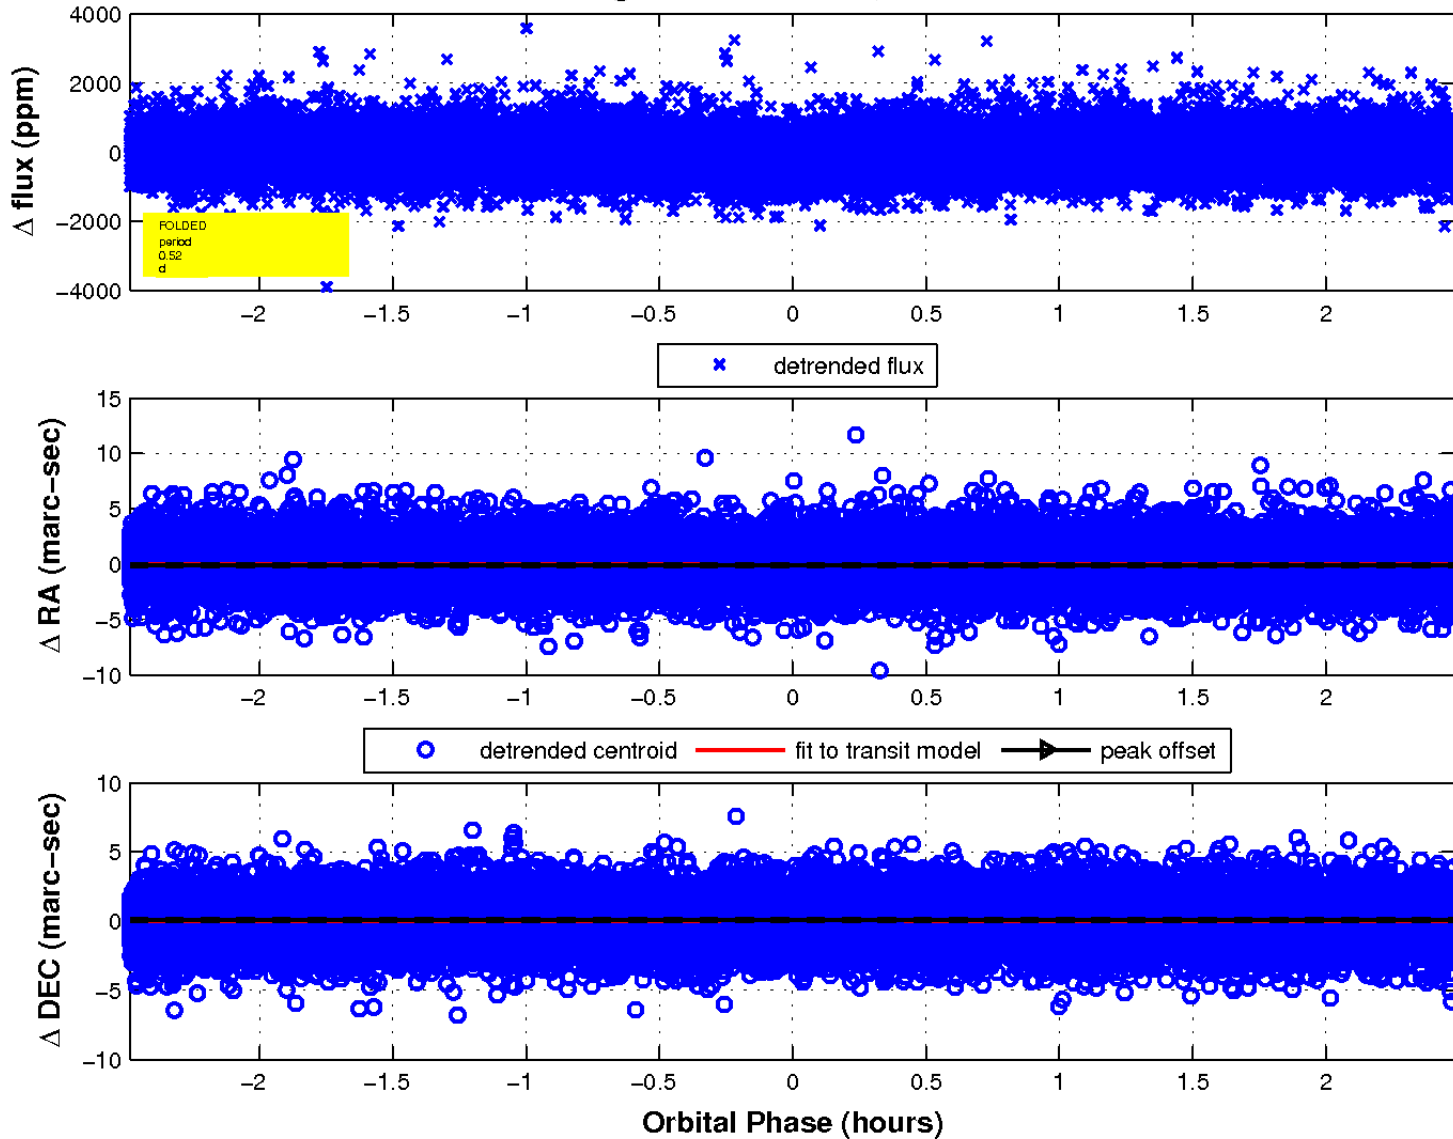 4000
2000
0
−2000
−4000
Δ flux (ppm)
FOLDED
period
0.52
d
−2 −1.5 −1 −0.5 0 0.5 1 1.5 2
detrended flux
15
10
5
0
−5
−10
Δ RA (marc−sec)
−2 −1.5 −1 −0.5 0 0.5 1 1.5 2
detrended centroid fit to transit model peak offset
10
5
0
−5
−10
Δ DEC (marc−sec)
−2 −1.5 −1 −0.5 0 0.5 1 1.5 2
Orbital Phase (hours)